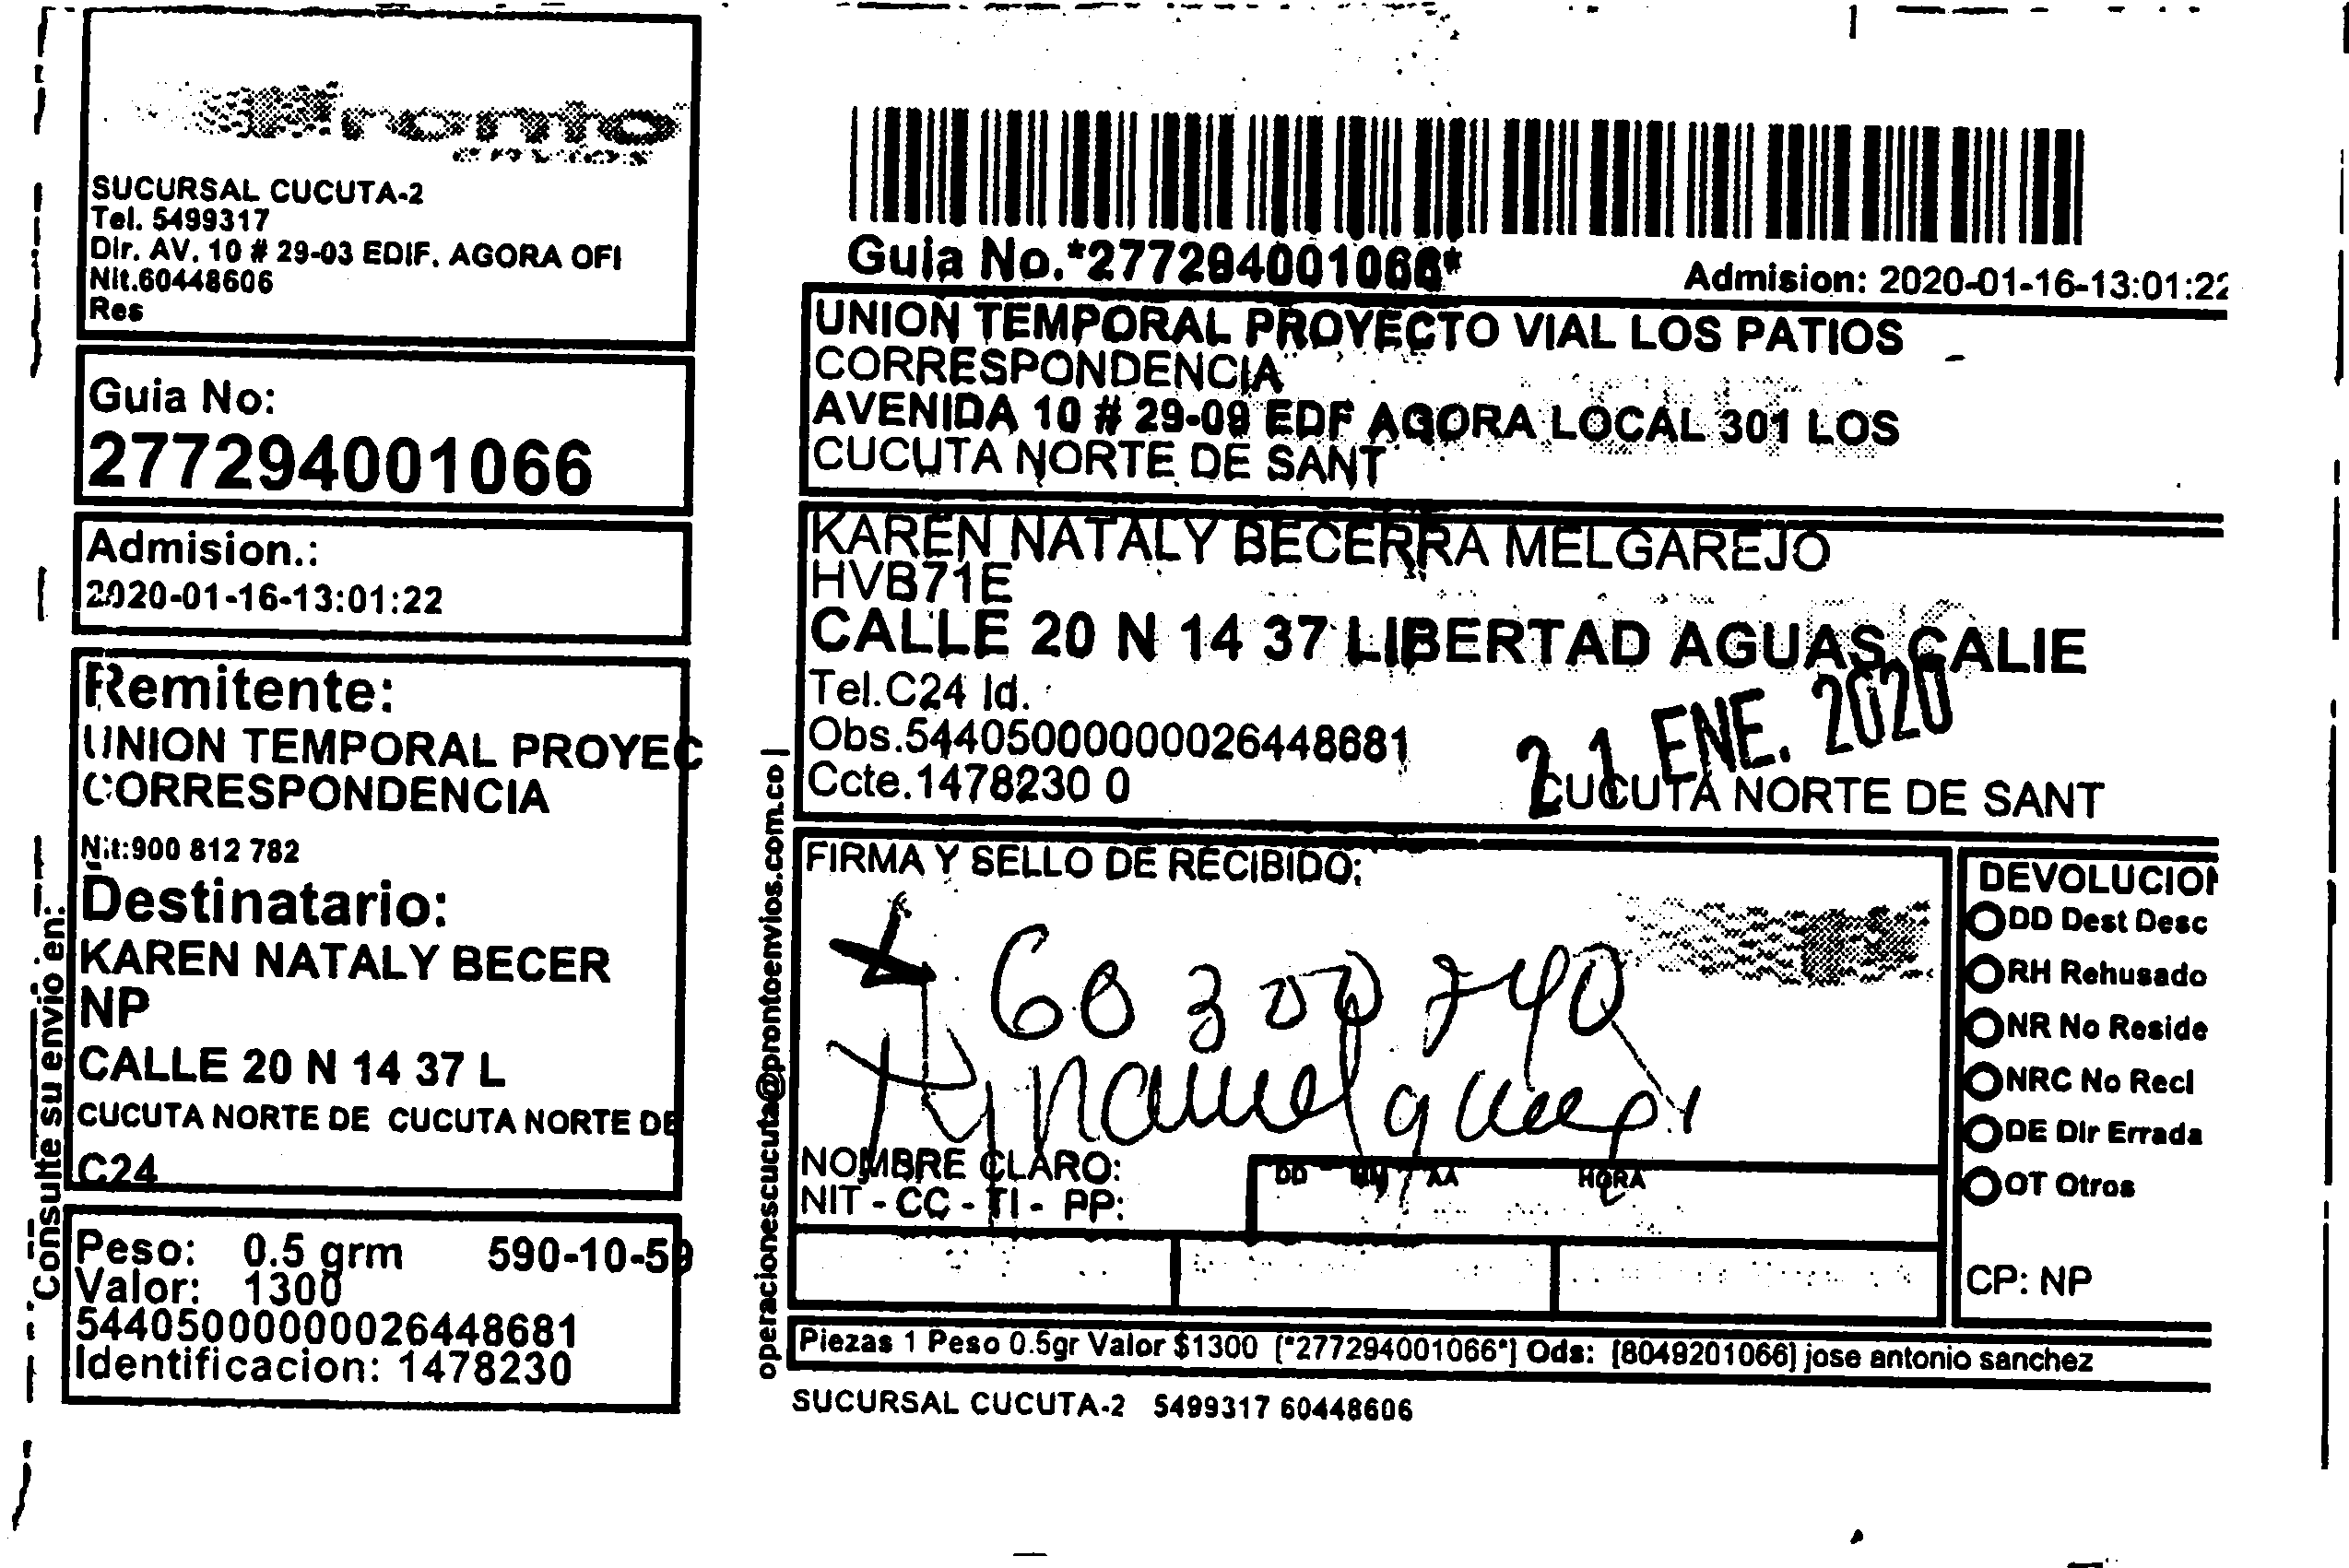 Pronto
envios
SUCURSAL CUCUTA-2
Tel. 5499317
Dir. AV. 10 # 29-03 EDIF. AGORA OFI
Nit.60448606
Res
Guia No:
277294001066
Admision.:
2020-01-16-13:01:22
Remitente:
UNION TEMPORAL PROYEC
CORRESPONDENCIA
Nit:900 812 782
Destinatario:
KAREN NATALY BECER
NP
CALLE 20 N 14 37 L
CUCUTA NORTE DE CUCUTA NORTE DE
C24
Peso: 0.5 grm 590-10-59
Valor: 1300
544050000000026448681
Identificacion: 1478230
Consulte su envio en:
operacionescucuta@prontoenvios.com.co |
Guia No.*277294001066*
Admision: 2020-01-16-13:01:22
UNION TEMPORAL PROYECTO VIAL LOS PATIOS
CORRESPONDENCIA
AVENIDA 10 # 29-09 EDF AGORA LOCAL 301 LOS
CUCUTA NORTE DE SANT
KAREN NATALY BECERRA MELGAREJO
HVB71E
CALLE 20 N 14 37 LIBERTAD AGUAS CALIE
Tel.C24 Id.
21 ENE. 2020
Obs.544050000000026448681
Ccte.1478230 0
CUCUTA NORTE DE SANT
FIRMA Y SELLO DE RECIBIDO:
60300740
NOMBRE CLARO:
NIT - CC - TI - PP:
DD MM AA HORA
DEVOLUCION
DD Dest Desc
RH Rehusado
NR No Reside
NRC No Recl
DE Dir Errada
OT Otros
CP: NP
Piezas 1 Peso 0.5gr Valor $1300 [*277294001066*] Ods: [8049201066] jose antonio sanchez
SUCURSAL CUCUTA-2 5499317 60448606